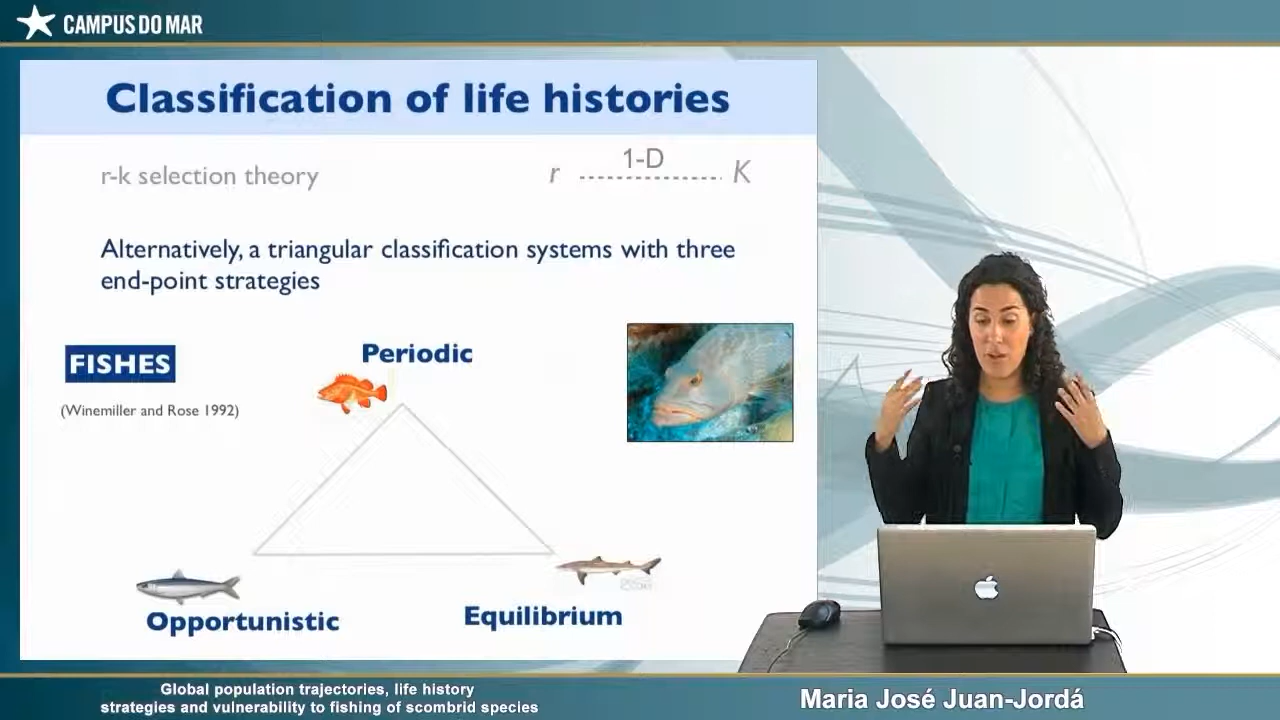 CAMPUS DO MAR
Classification of life histories
r-k selection theory
1-D
r K
Alternatively, a triangular classification systems with three
end-point strategies
FISHES
(Winemiller and Rose 1992)
Periodic
Opportunistic
Equilibrium
Global population trajectories, life history
strategies and vulnerability to fishing of scombrid species
Maria José Juan-Jordá